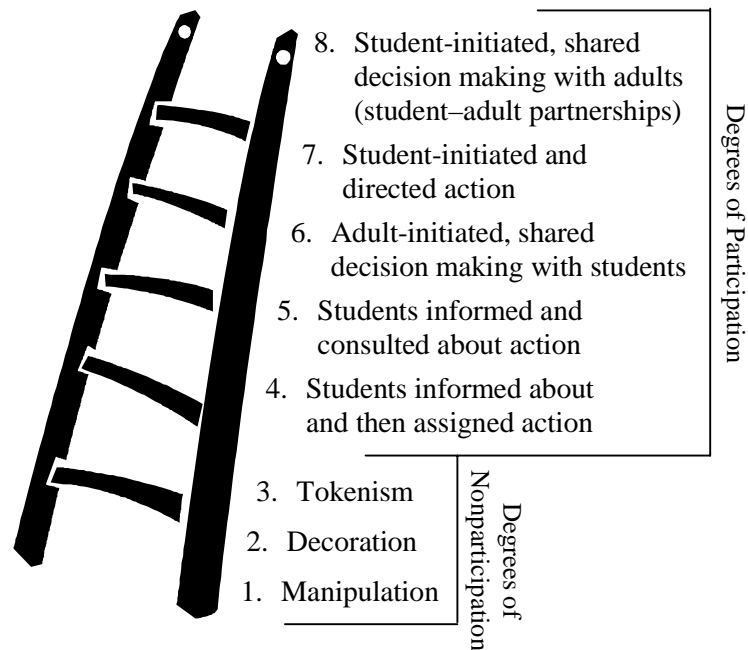 8. Student-initiated, shared
decision making with adults
(student–adult partnerships)
7. Student-initiated and
directed action
6. Adult-initiated, shared
decision making with students
5. Students informed and
consulted about action
4. Students informed about
and then assigned action
Degrees of Participation
3. Tokenism
2. Decoration
1. Manipulation
Degrees of
Nonparticipation